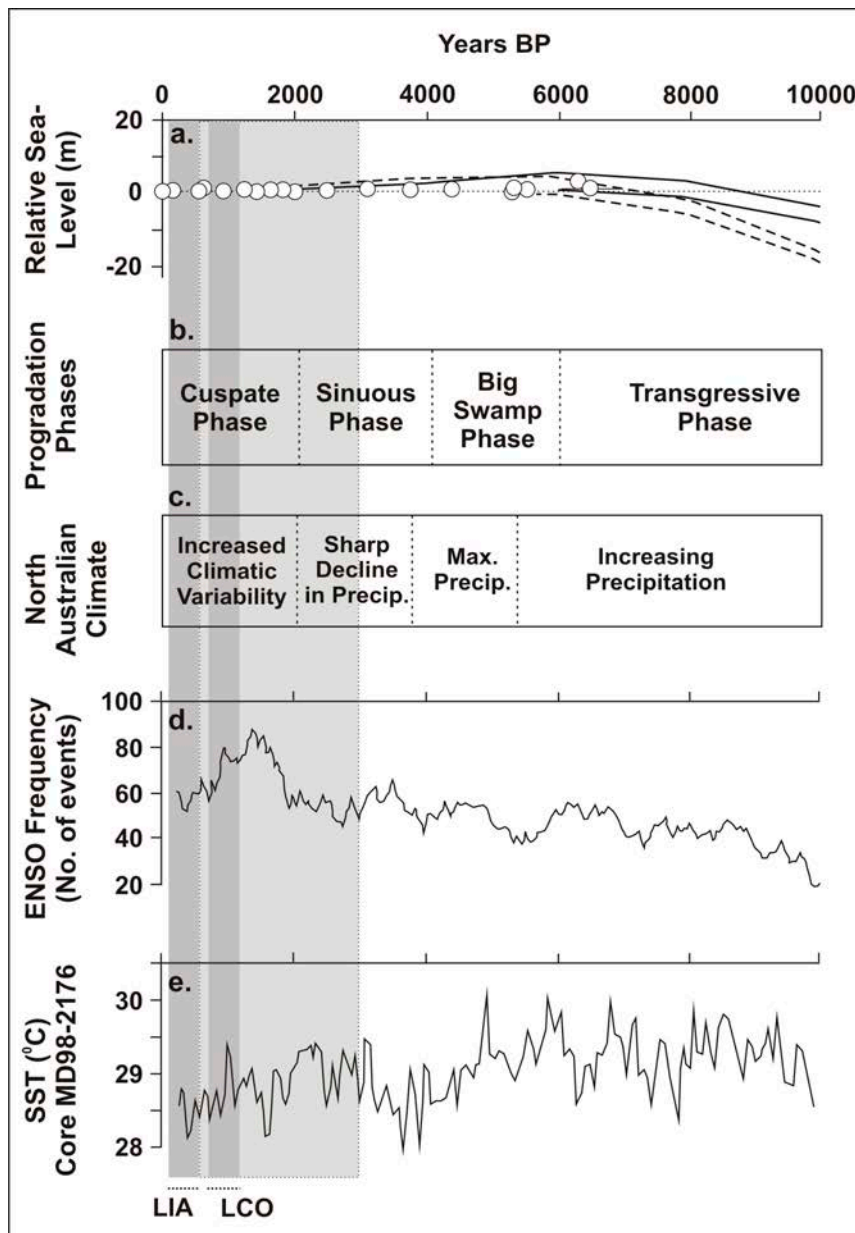 Years BP
0 2000 4000 6000 8000 10000
Relative Sea-
Level (m)
20
0
-20
a.
b.
Progradation
Phases
Cuspate
Phase
Sinuous
Phase
Big
Swamp
Phase
Transgressive
Phase
c.
North
Australian
Climate
Increased
Climatic
Variability
Sharp
Decline
in Precip.
Max.
Precip.
Increasing
Precipitation
ENSO Frequency
(No. of events)
100
80
60
40
20
d.
SST (⁰C)
Core MD98-2176
e.
30
29
28
LIA LCO